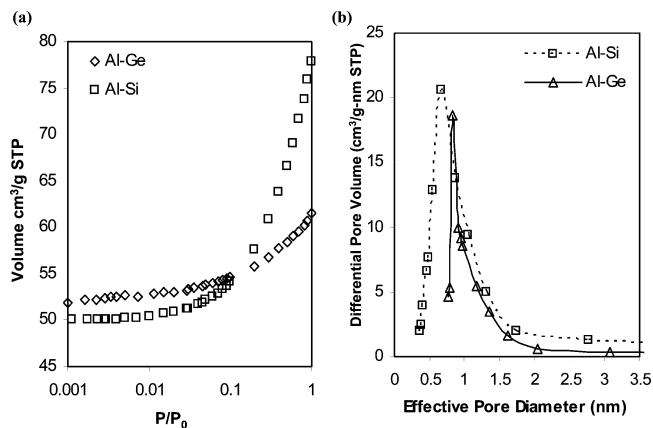 (a)
80
75
70
65
60
55
50
45
0.001
0.01
0.1
1
Volume cm³/g STP
P/P₀
Al-Ge
Al-Si
(b)
25
20
15
10
5
0
0
0.5
1
1.5
2
2.5
3
3.5
Differential Pore Volume (cm³/g-nm STP)
Effective Pore Diameter (nm)
Al-Si
Al-Ge